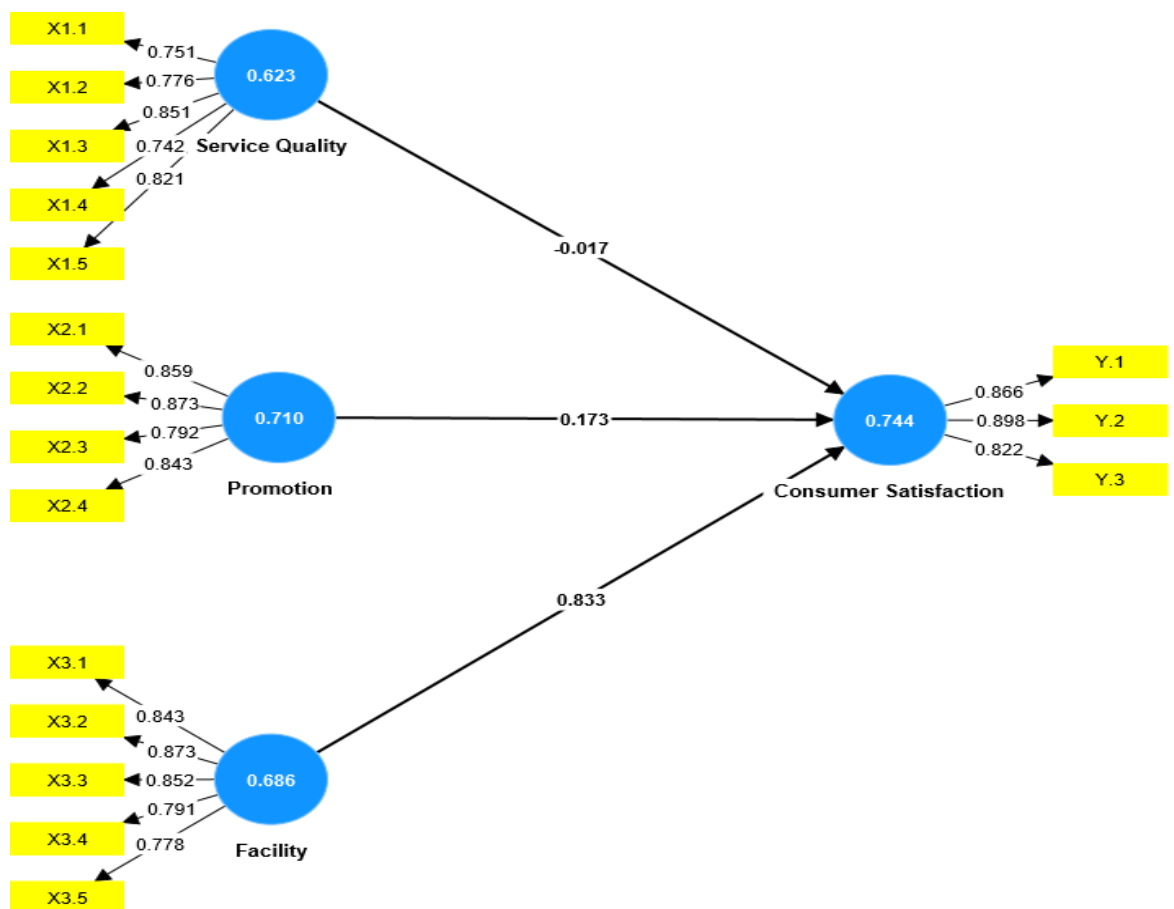 X1.1
X1.2
X1.3
X1.4
X1.5
0.751
0.776
0.851
0.742
0.821
0.623
Service Quality
-0.017
X2.1
X2.2
X2.3
X2.4
0.859
0.873
0.792
0.843
0.710
Promotion
0.173
X3.1
X3.2
X3.3
X3.4
X3.5
0.843
0.873
0.852
0.791
0.778
0.686
Facility
0.833
0.744
Consumer Satisfaction
0.866
0.898
0.822
Y.1
Y.2
Y.3